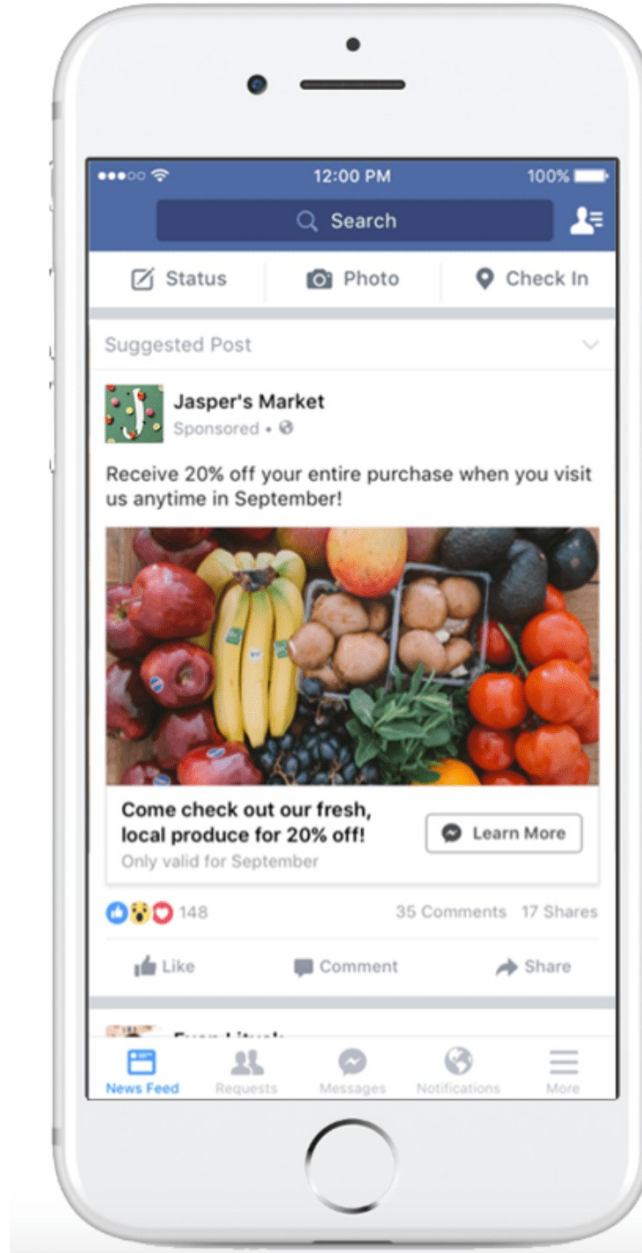 12:00 PM 100%
Search
Status Photo Check In
Suggested Post
Jasper's Market
Sponsored
Receive 20% off your entire purchase when you visit
us anytime in September!
Come check out our fresh,
local produce for 20% off!
Learn More
Only valid for September
148 35 Comments 17 Shares
Like Comment Share
News Feed Requests Messages Notifications More